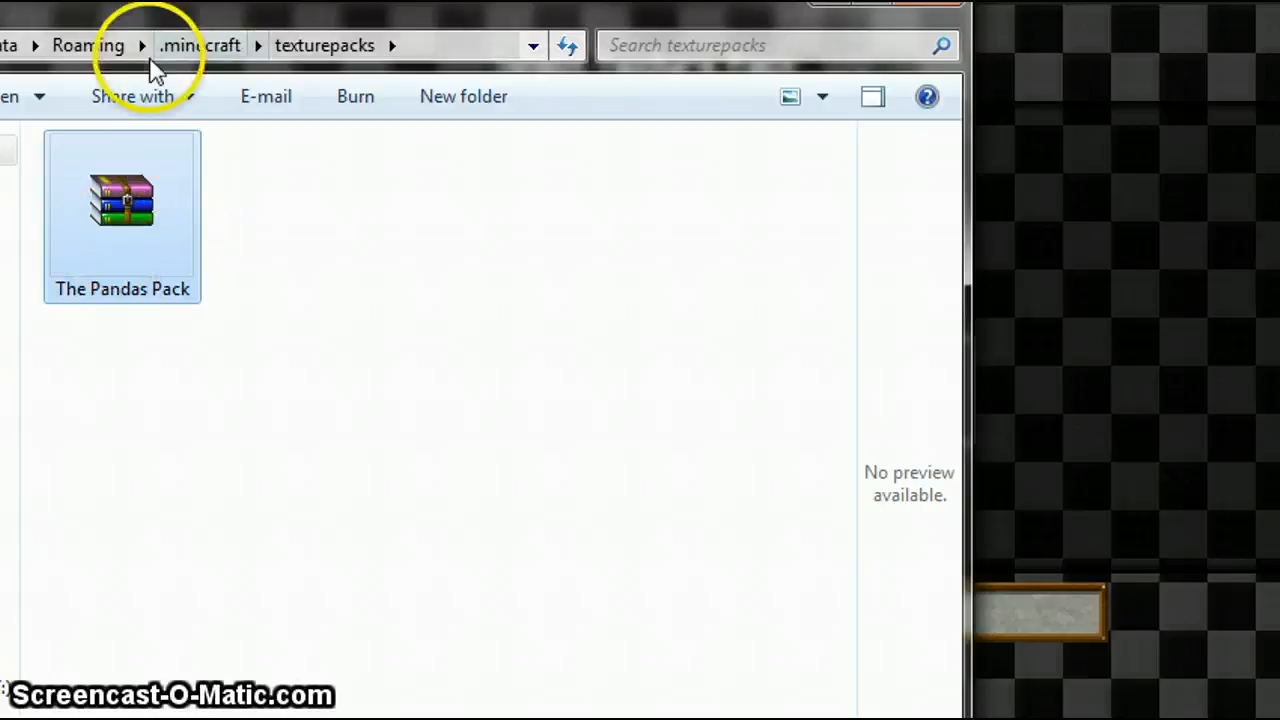 ta Roaming .minecraft texturepacks Search texturepacks
en Share with E-mail Burn New folder
The Pandas Pack
No preview
available.
Screencast-O-Matic.com